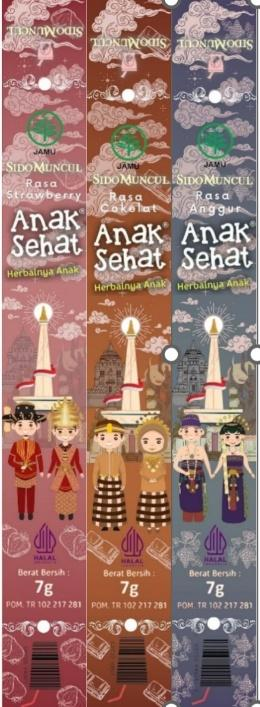 SIDOMUNCUL
SIDOMUNCUL
SIDOMUNCUL
JAMU
SIDOMUNCUL
Rasa
Strawberry
Anak
Sehat
Herbalnya Anak
HALAL
Berat Bersih :
7g
POM. TR 102 217 281
JAMU
SIDOMUNCUL
Rasa
Cokelat
Anak
Sehat
Herbalnya Anak
HALAL
Berat Bersih :
7g
POM. TR 102 217 281
JAMU
SIDOMUNCUL
Rasa
Anggur
Anak
Sehat
Herbalnya Anak
HALAL
Berat Bersih :
7g
POM. TR 102 217 281